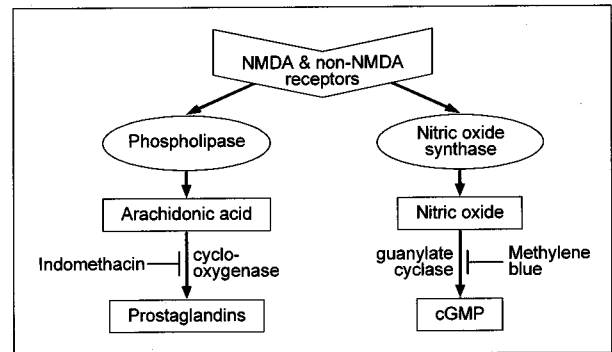 NMDA & non-NMDA
receptors
Phospholipase
Nitric oxide
synthase
Arachidonic acid
Nitric oxide
Indomethacin
cyclo-
oxygenase
guanylate
cyclase
Methylene
blue
Prostaglandins
cGMP